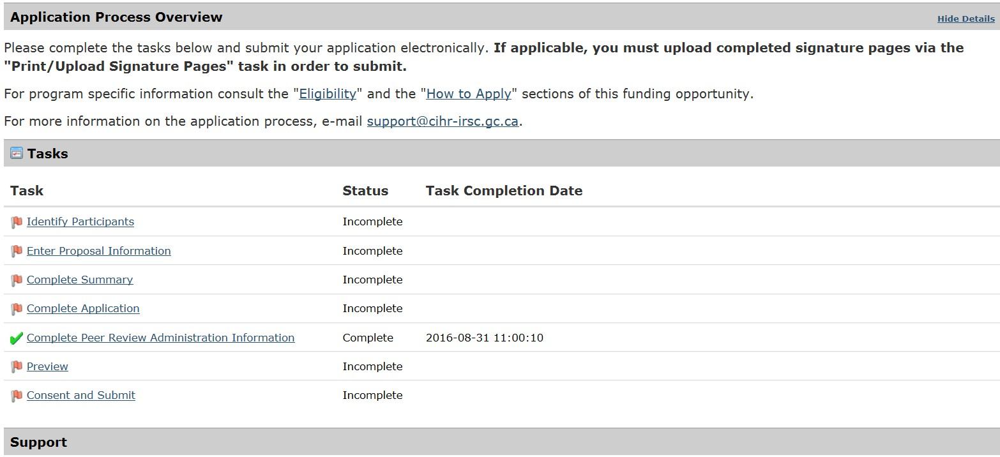 Application Process Overview
Hide Details
Please complete the tasks below and submit your application electronically. If applicable, you must upload completed signature pages via the
"Print/Upload Signature Pages" task in order to submit.
For program specific information consult the "Eligibility" and the "How to Apply" sections of this funding opportunity.
For more information on the application process, e-mail support@cihr-irsc.gc.ca.
Tasks
Task Status Task Completion Date
Identify Participants Incomplete
Enter Proposal Information Incomplete
Complete Summary Incomplete
Complete Application Incomplete
Complete Peer Review Administration Information Complete 2016-08-31 11:00:10
Preview Incomplete
Consent and Submit Incomplete
Support